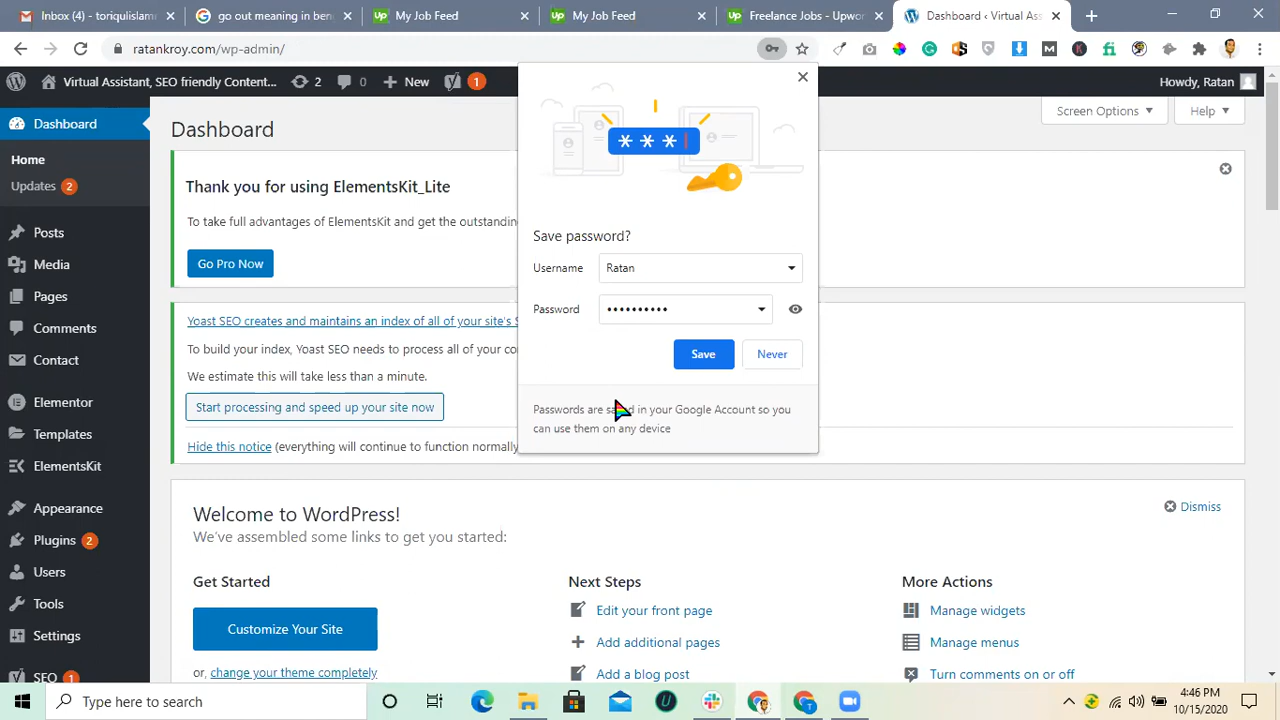 Inbox (4) - toriqulislam
go out meaning in ben
My Job Feed
My Job Feed
Freelance Jobs - Upwo
Dashboard ‹ Virtual Ass
ratankroy.com/wp-admin/
Virtual Assistant, SEO friendly Content...
2
0
New
1
Howdy, Ratan
Dashboard
Home
Updates 2
Posts
Media
Pages
Comments
Contact
Elementor
Templates
ElementsKit
Appearance
Plugins 2
Users
Tools
Settings
SEO 1
Dashboard
Screen Options
Help
Thank you for using ElementsKit_Lite
To take full advantages of ElementsKit and get the outstanding
Go Pro Now
Yoast SEO creates and maintains an index of all of your site's S
To build your index, Yoast SEO needs to process all of your co
We estimate this will take less than a minute.
Start processing and speed up your site now
Hide this notice (everything will continue to function normally
* * *
Save password?
Username
Ratan
Password
••••••••••
Save
Never
Passwords are saved in your Google Account so you
can use them on any device
Welcome to WordPress!
Dismiss
We've assembled some links to get you started:
Get Started
Customize Your Site
or, change your theme completely
Next Steps
Edit your front page
Add additional pages
Add a blog post
More Actions
Manage widgets
Manage menus
Turn comments on or off
Type here to search
4:46 PM
10/15/2020